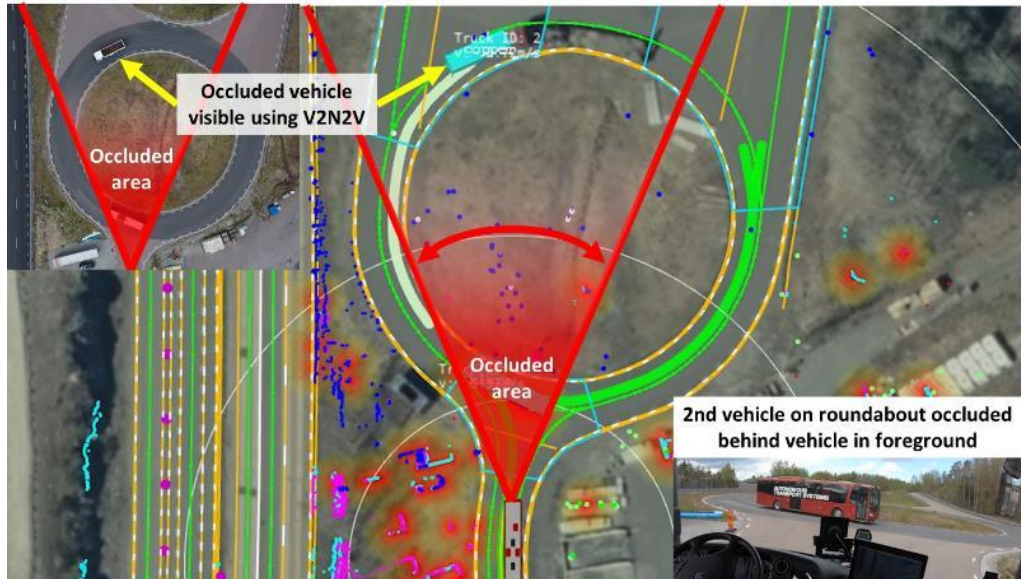 Truck ID: 2
Occluded vehicle
visible using V2N2V
Occluded
area
Occluded
area
2nd vehicle on roundabout occluded
behind vehicle in foreground
AUTONOMOUS
TRANSPORT SYSTEMS